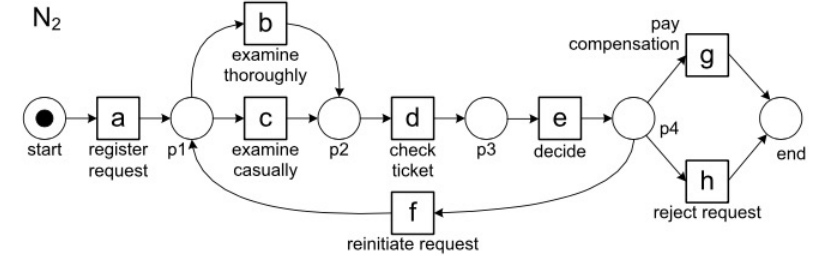 N2
b
examine
thoroughly
pay
compensation
g
start
a
register
request
p1
c
examine
casually
p2
d
check
ticket
p3
e
decide
p4
end
h
reject request
f
reinitiate request